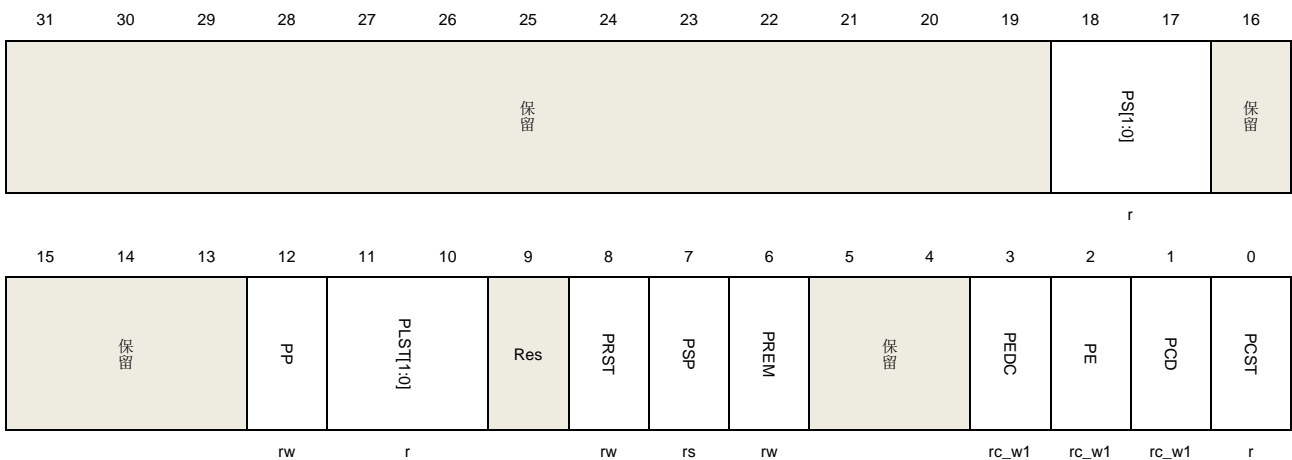 31 30 29 28 27 26 25 24 23 22 21 20 19 18 17 16
保留 PS[1:0] 保留
r
15 14 13 12 11 10 9 8 7 6 5 4 3 2 1 0
保留 PP PLST[1:0] Res PRST PSP PREM 保留 PEDC PE PCD PCST
rw r rw rs rw rc_w1 rc_w1 rc_w1 r